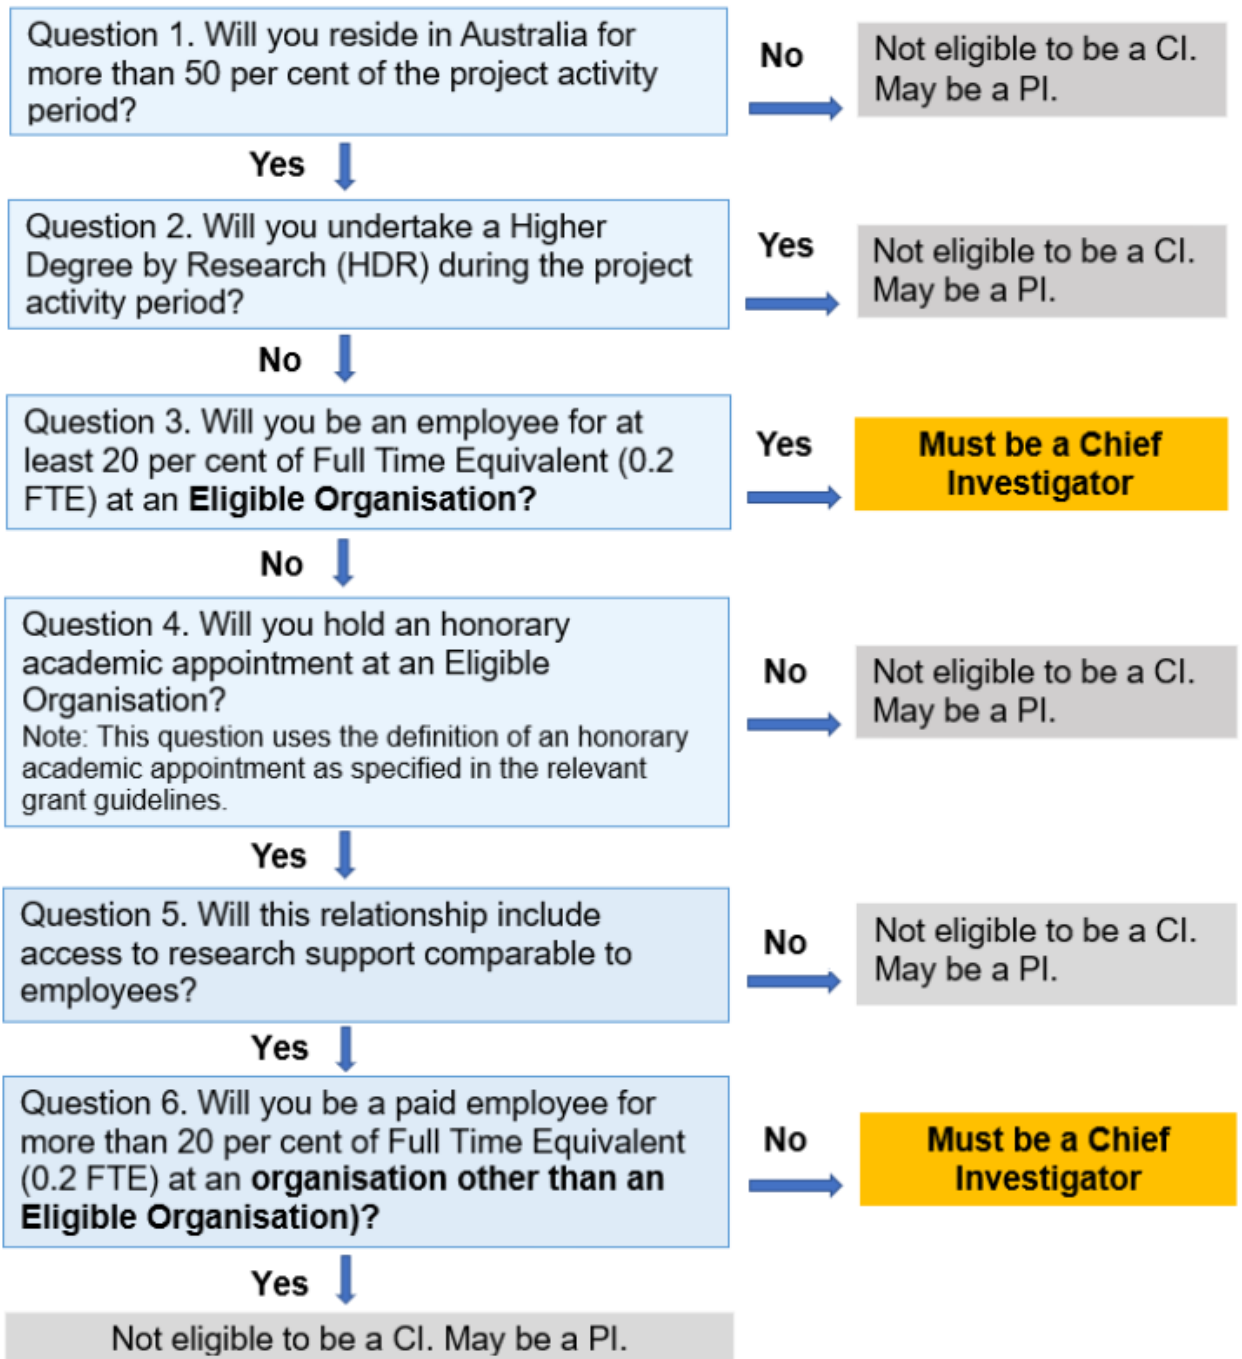 Question 1. Will you reside in Australia for
more than 50 per cent of the project activity
period?
No
Not eligible to be a CI.
May be a PI.
Yes
Question 2. Will you undertake a Higher
Degree by Research (HDR) during the project
activity period?
Yes
Not eligible to be a CI.
May be a PI.
No
Question 3. Will you be an employee for at
least 20 per cent of Full Time Equivalent (0.2
FTE) at an Eligible Organisation?
Yes
Must be a Chief
Investigator
No
Question 4. Will you hold an honorary
academic appointment at an Eligible
Organisation?
Note: This question uses the definition of an honorary
academic appointment as specified in the relevant
grant guidelines.
No
Not eligible to be a CI.
May be a PI.
Yes
Question 5. Will this relationship include
access to research support comparable to
employees?
No
Not eligible to be a CI.
May be a PI.
Yes
Question 6. Will you be a paid employee for
more than 20 per cent of Full Time Equivalent
(0.2 FTE) at an organisation other than an
Eligible Organisation)?
No
Must be a Chief
Investigator
Yes
Not eligible to be a CI. May be a PI.